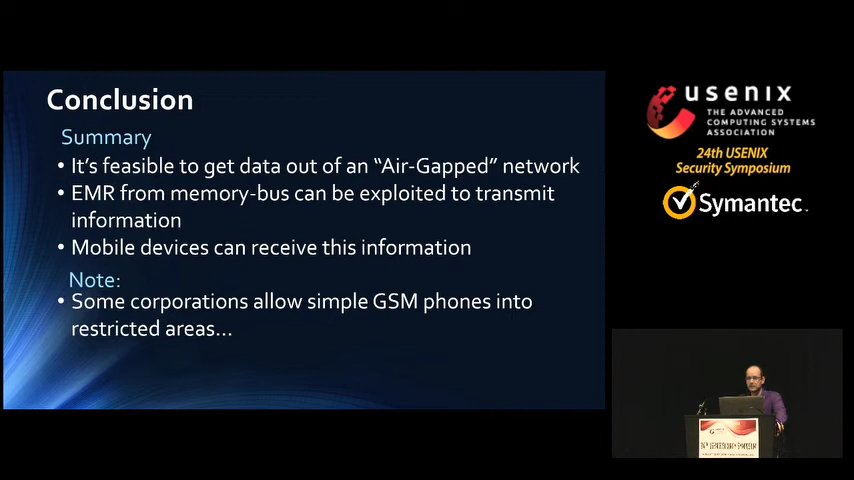 Conclusion
Summary
• It's feasible to get data out of an “Air-Gapped” network
• EMR from memory-bus can be exploited to transmit
information
• Mobile devices can receive this information
Note:
• Some corporations allow simple GSM phones into
restricted areas...
usenix
THE ADVANCED
COMPUTING SYSTEMS
ASSOCIATION
24th USENIX
Security Symposium
Symantec.